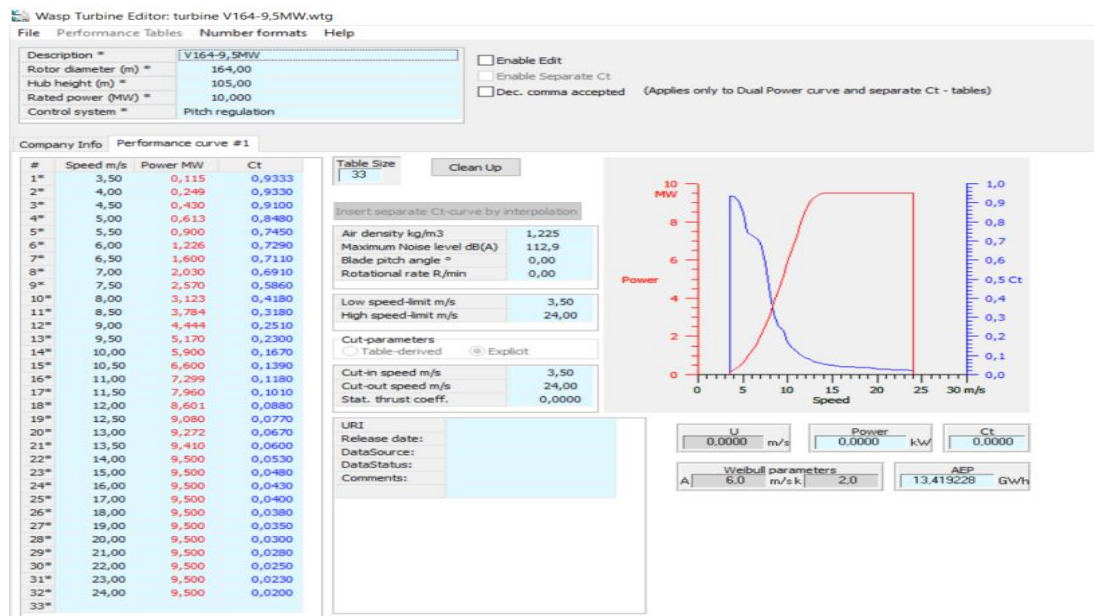 Wasp Turbine Editor: turbine V164-9,5MW.wtg
File Performance Tables Number formats Help
Description * V164-9,5MW
Rotor diameter (m) * 164,00
Hub height (m) * 105,00
Rated power (MW) * 10,000
Control system * Pitch regulation
Enable Edit
Enable Separate Ct
Dec. comma accepted (Applies only to Dual Power curve and separate Ct - tables)
Company Info Performance curve #1
# Speed m/s Power MW Ct
1* 3,50 0,115 0,9333
2* 4,00 0,249 0,9330
3* 4,50 0,430 0,9100
4* 5,00 0,613 0,8480
5* 5,50 0,900 0,7450
6* 6,00 1,226 0,7290
7* 6,50 1,600 0,7110
8* 7,00 2,030 0,6910
9* 7,50 2,570 0,5860
10* 8,00 3,123 0,4180
11* 8,50 3,784 0,3180
12* 9,00 4,444 0,2510
13* 9,50 5,170 0,2300
14* 10,00 5,900 0,1670
15* 10,50 6,600 0,1390
16* 11,00 7,299 0,1180
17* 11,50 7,960 0,1010
18* 12,00 8,601 0,0880
19* 12,50 9,080 0,0770
20* 13,00 9,272 0,0670
21* 13,50 9,410 0,0600
22* 14,00 9,500 0,0530
23* 15,00 9,500 0,0480
24* 16,00 9,500 0,0430
25* 17,00 9,500 0,0400
26* 18,00 9,500 0,0380
27* 19,00 9,500 0,0350
28* 20,00 9,500 0,0300
29* 21,00 9,500 0,0280
30* 22,00 9,500 0,0250
31* 23,00 9,500 0,0230
32* 24,00 9,500 0,0200
33*
Table Size
33
Clean Up
Insert separate Ct-curve by interpolation
Air density kg/m3 1,225
Maximum Noise level dB(A) 112,9
Blade pitch angle ° 0,00
Rotational rate R/min 0,00
Low speed-limit m/s 3,50
High speed-limit m/s 24,00
Cut-parameters
Table-derived Explicit
Cut-in speed m/s 3,50
Cut-out speed m/s 24,00
Stat. thrust coeff. 0,0000
URI
Release date:
DataSource:
DataStatus:
Comments:
10
MW
8
6
Power
4
2
0
1,0
0,9
0,8
0,7
0,6
0,5 Ct
0,4
0,3
0,2
0,1
0,0
0 5 10 15 20 25 30 m/s
Speed
U
0,0000 m/s
Power
0,0000 kW
Ct
0,0000
Weibull parameters
A 6,0 m/s k 2,0
AEP
13,419228 GWh